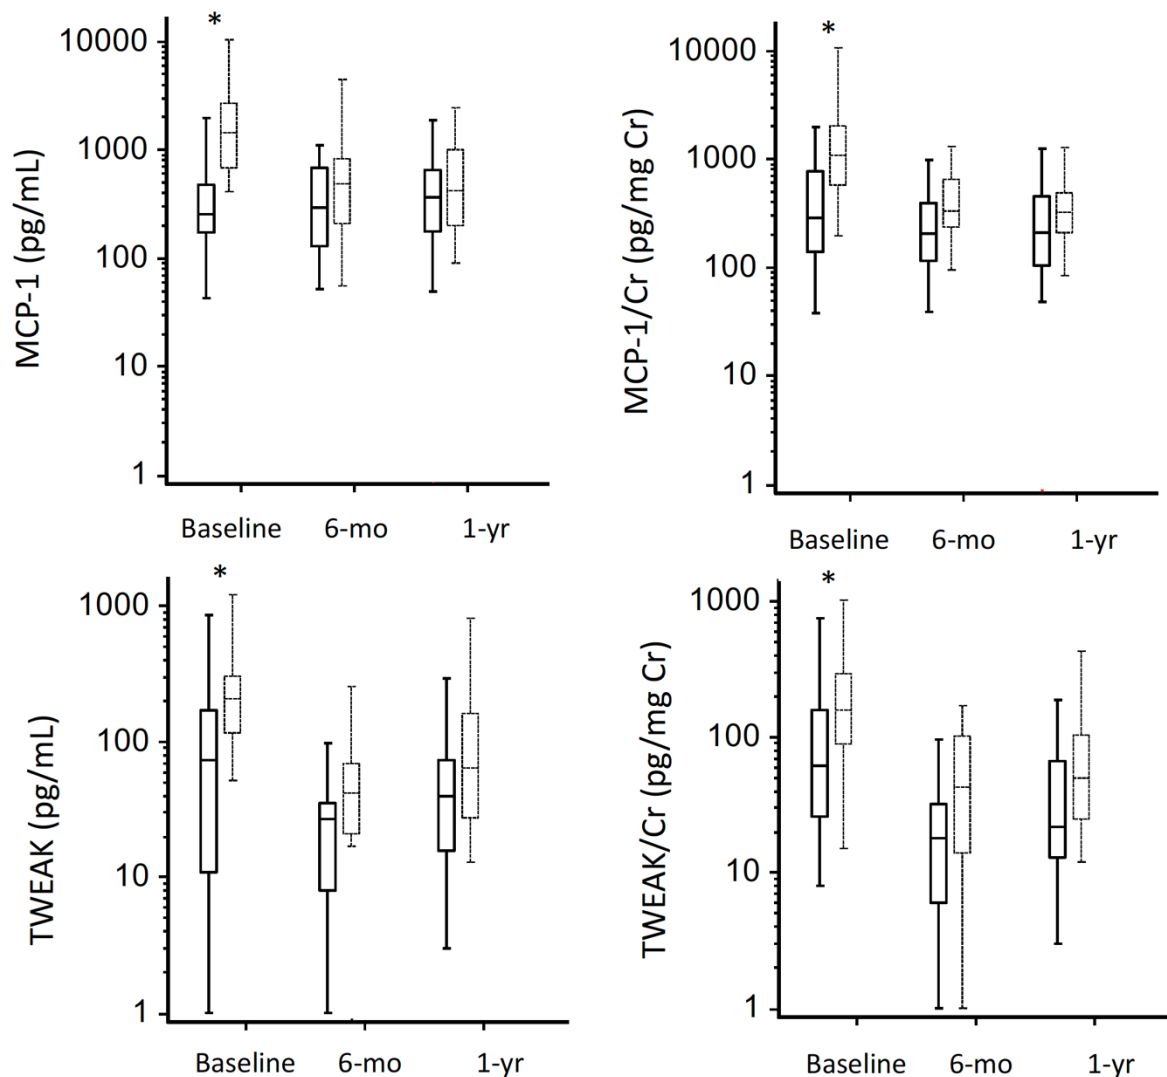 *
10000
1000
100
10
1
MCP-1 (pg/mL)
Baseline 6-mo 1-yr
*
10000
1000
100
10
1
MCP-1/Cr (pg/mg Cr)
Baseline 6-mo 1-yr
*
1000
100
10
1
TWEAK (pg/mL)
Baseline 6-mo 1-yr
*
1000
100
10
1
TWEAK/Cr (pg/mg Cr)
Baseline 6-mo 1-yr